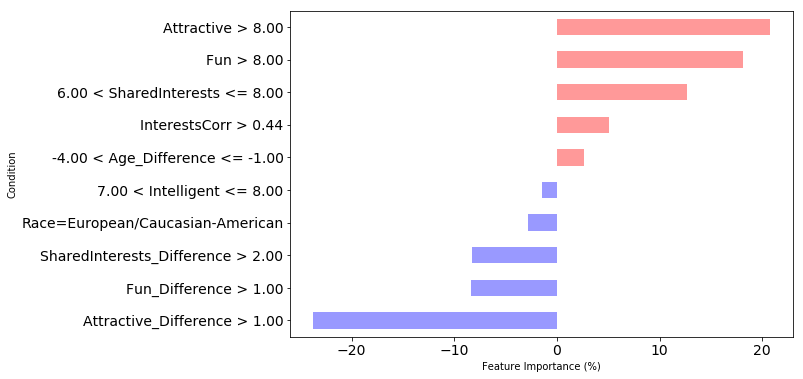 Attractive > 8.00
Fun > 8.00
6.00 < SharedInterests <= 8.00
InterestsCorr > 0.44
-4.00 < Age_Difference <= -1.00
7.00 < Intelligent <= 8.00
Race=European/Caucasian-American
SharedInterests_Difference > 2.00
Fun_Difference > 1.00
Attractive_Difference > 1.00
Condition
−20 −10 0 10 20
Feature Importance (%)